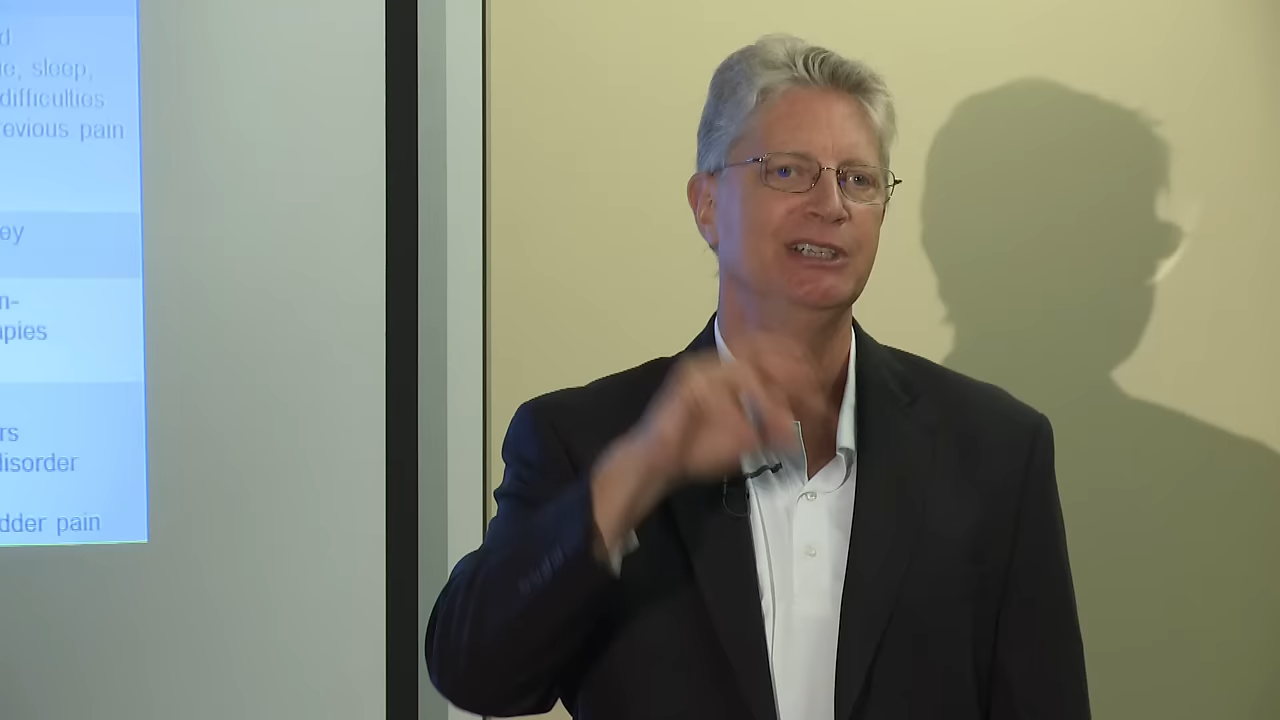 d
e, sleep,
difficulties
revious pain
ey
n-
apies
rs
disorder
dder pain